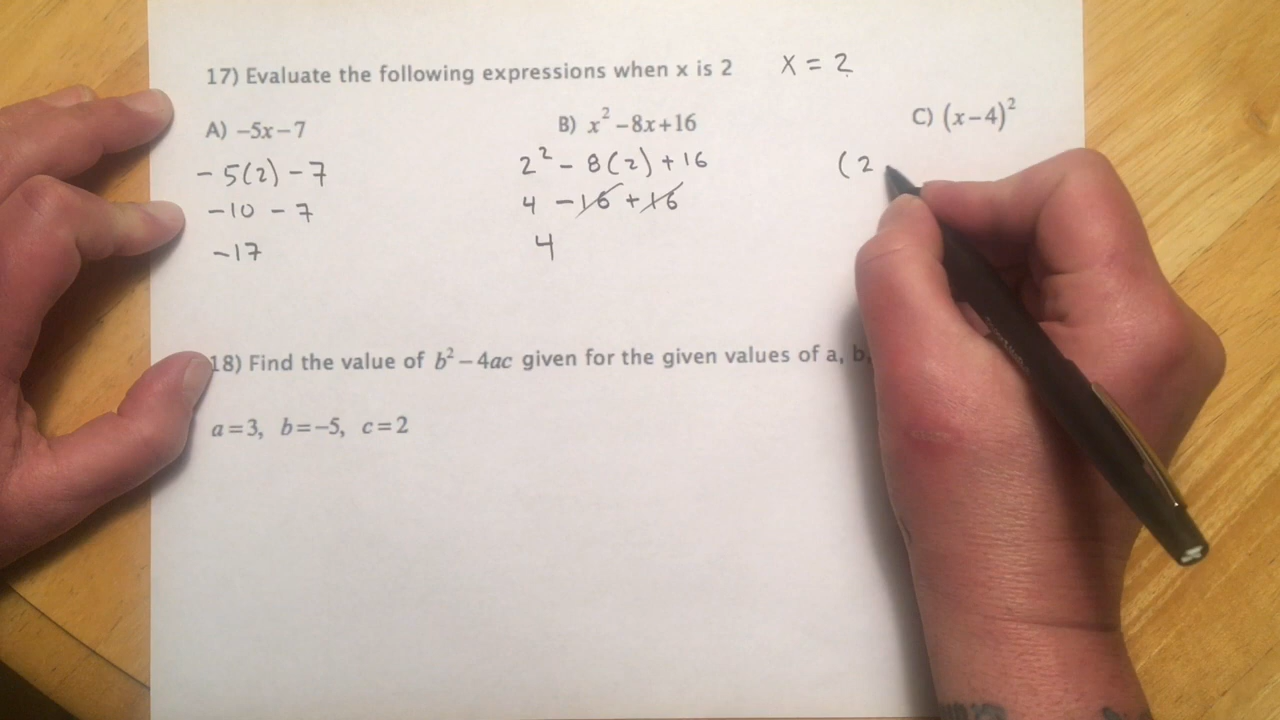 17) Evaluate the following expressions when x is 2 x = 2
A) −5x−7
− 5(2) − 7
−10 − 7
−17
B) x² −8x+16
2² − 8(2) + 16
4 −16 + 16
4
C) (x−4)²
(2
18) Find the value of b² − 4ac given for the given values of a, b,
a=3, b=−5, c=2